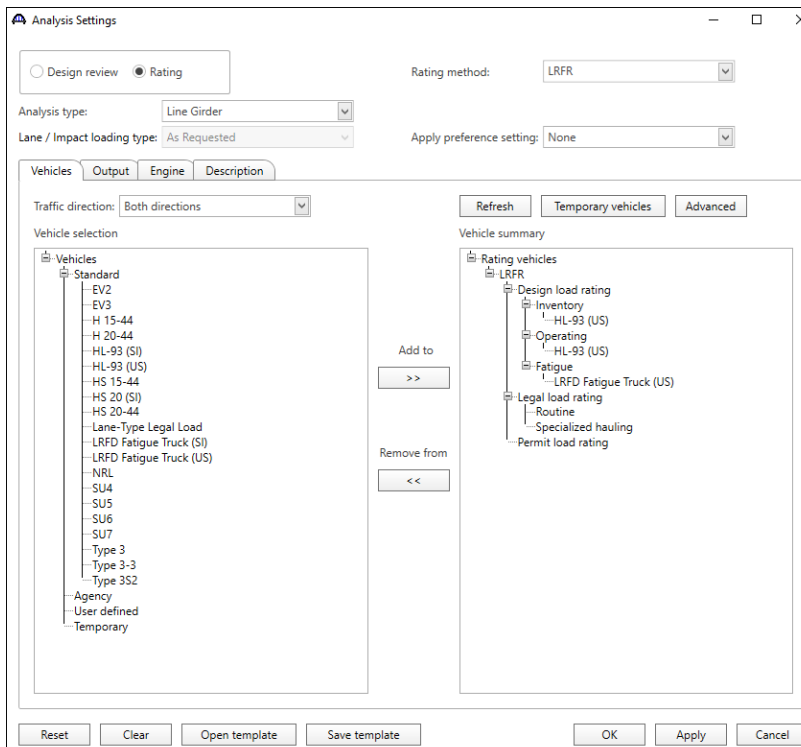 Analysis Settings
Design review Rating
Rating method: LRFR
Analysis type: Line Girder
Lane / Impact loading type: As Requested
Apply preference setting: None
Vehicles Output Engine Description
Traffic direction: Both directions
Refresh Temporary vehicles Advanced
Vehicle selection
Vehicles
Standard
EV2
EV3
H 15-44
H 20-44
HL-93 (SI)
HL-93 (US)
HS 15-44
HS 20 (SI)
HS 20-44
Lane-Type Legal Load
LRFD Fatigue Truck (SI)
LRFD Fatigue Truck (US)
NRL
SU4
SU5
SU6
SU7
Type 3
Type 3-3
Type 3S2
Agency
User defined
Temporary
Add to
>>
Remove from
<<
Vehicle summary
Rating vehicles
LRFR
Design load rating
Inventory
HL-93 (US)
Operating
HL-93 (US)
Fatigue
LRFD Fatigue Truck (US)
Legal load rating
Routine
Specialized hauling
Permit load rating
Reset Clear Open template Save template OK Apply Cancel